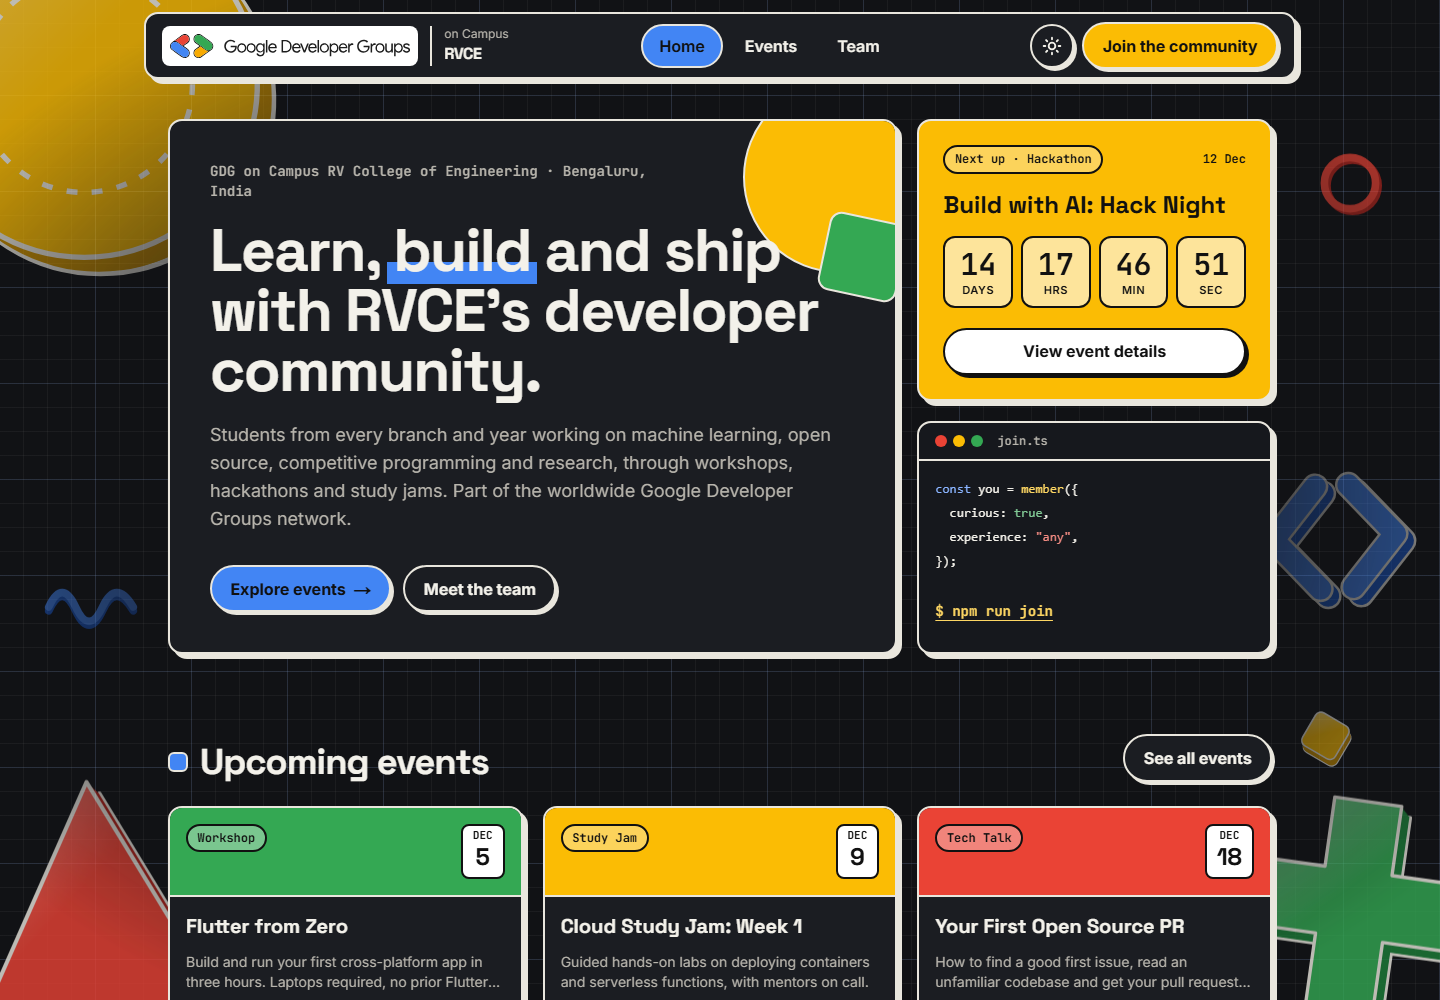 Google Developer Groups
on Campus
RVCE
Home
Events
Team
Join the community
GDG on Campus RV College of Engineering · Bengaluru,
India
Learn, build and ship
with RVCE's developer
community.
Students from every branch and year working on machine learning, open
source, competitive programming and research, through workshops,
hackathons and study jams. Part of the worldwide Google Developer
Groups network.
Explore events →
Meet the team
Next up · Hackathon
12 Dec
Build with AI: Hack Night
14
DAYS
17
HRS
46
MIN
51
SEC
View event details
join.ts
const you = member({
  curious: true,
  experience: "any",
});
$ npm run join
Upcoming events
See all events
Workshop
DEC
5
Flutter from Zero
Build and run your first cross-platform app in
three hours. Laptops required, no prior Flutter...
Study Jam
DEC
9
Cloud Study Jam: Week 1
Guided hands-on labs on deploying containers
and serverless functions, with mentors on call.
Tech Talk
DEC
18
Your First Open Source PR
How to find a good first issue, read an
unfamiliar codebase and get your pull request...